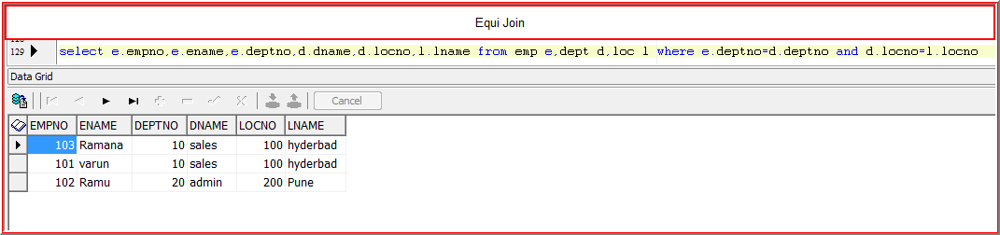 Equi Join
129 select e.empno,e.ename,e.deptno,d.dname,d.locno,l.lname from emp e,dept d,loc l where e.deptno=d.deptno and d.locno=l.locno
Data Grid
Cancel
EMPNO ENAME DEPTNO DNAME LOCNO LNAME
103 Ramana 10 sales 100 hyderbad
101 varun 10 sales 100 hyderbad
102 Ramu 20 admin 200 Pune